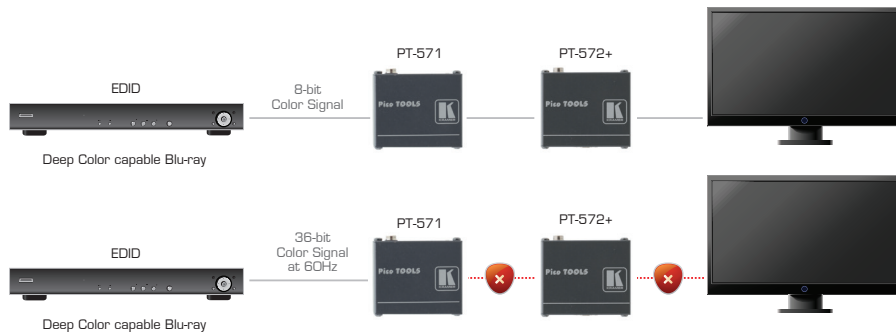 EDID
8-bit
Color Signal
PT-571
PT-572+
Pico TOOLS
Pico TOOLS
Deep Color capable Blu-ray
EDID
36-bit
Color Signal
at 60Hz
PT-571
PT-572+
Pico TOOLS
Pico TOOLS
Deep Color capable Blu-ray